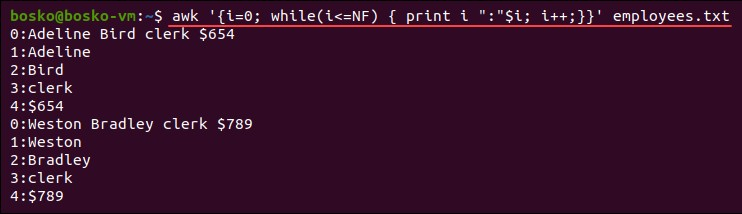 bosko@bosko-vm:~$ awk '{i=0; while(i<=NF) { print i ":"$i; i++;}}' employees.txt
0:Adeline Bird clerk $654
1:Adeline
2:Bird
3:clerk
4:$654
0:Weston Bradley clerk $789
1:Weston
2:Bradley
3:clerk
4:$789